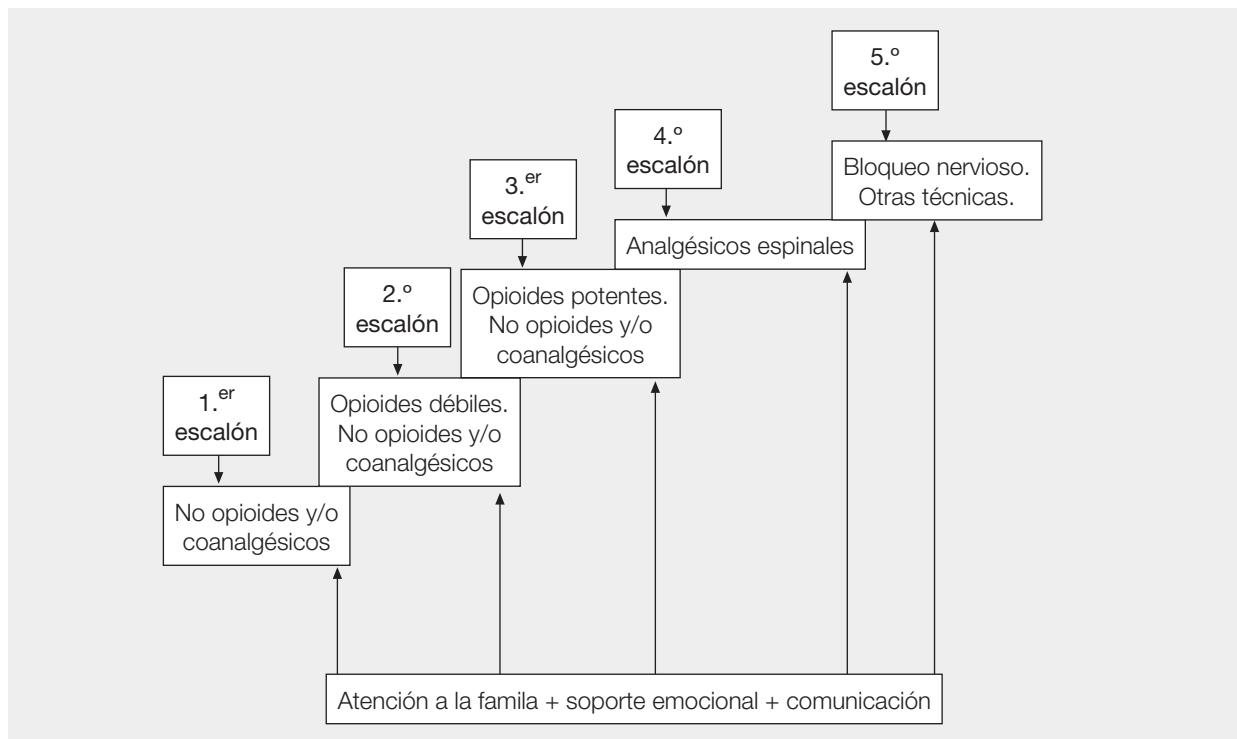 5.º
escalón
Bloqueo nervioso.
Otras técnicas.
4.º
escalón
Analgésicos espinales
3.er
escalón
Opioides potentes.
No opioides y/o
coanalgésicos
2.º
escalón
Opioides débiles.
No opioides y/o
coanalgésicos
1.er
escalón
No opioides y/o
coanalgésicos
Atención a la famila + soporte emocional + comunicación